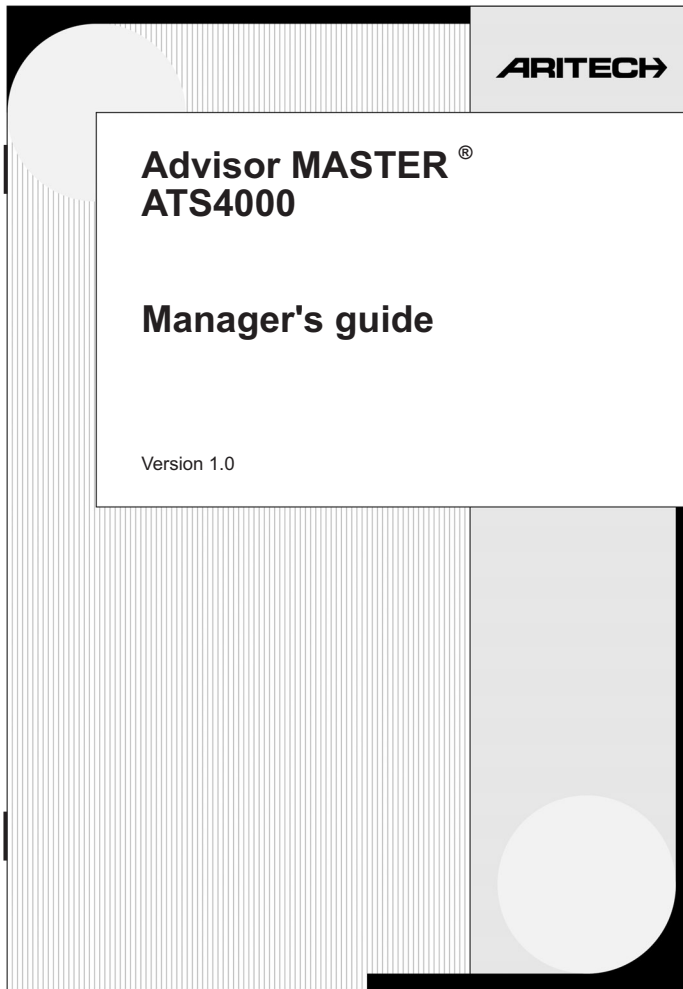 ARITECH
Advisor MASTER ®
ATS4000
Manager's guide
Version 1.0